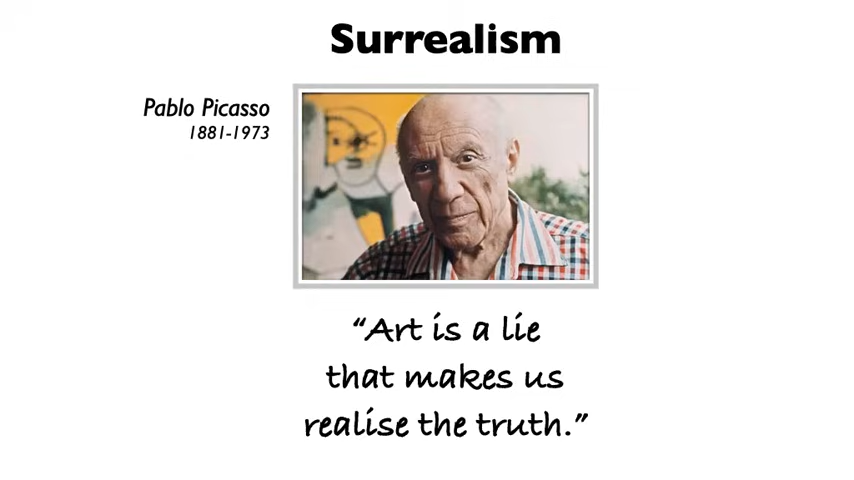 Surrealism
Pablo Picasso
1881-1973
“Art is a lie
that makes us
realise the truth.”